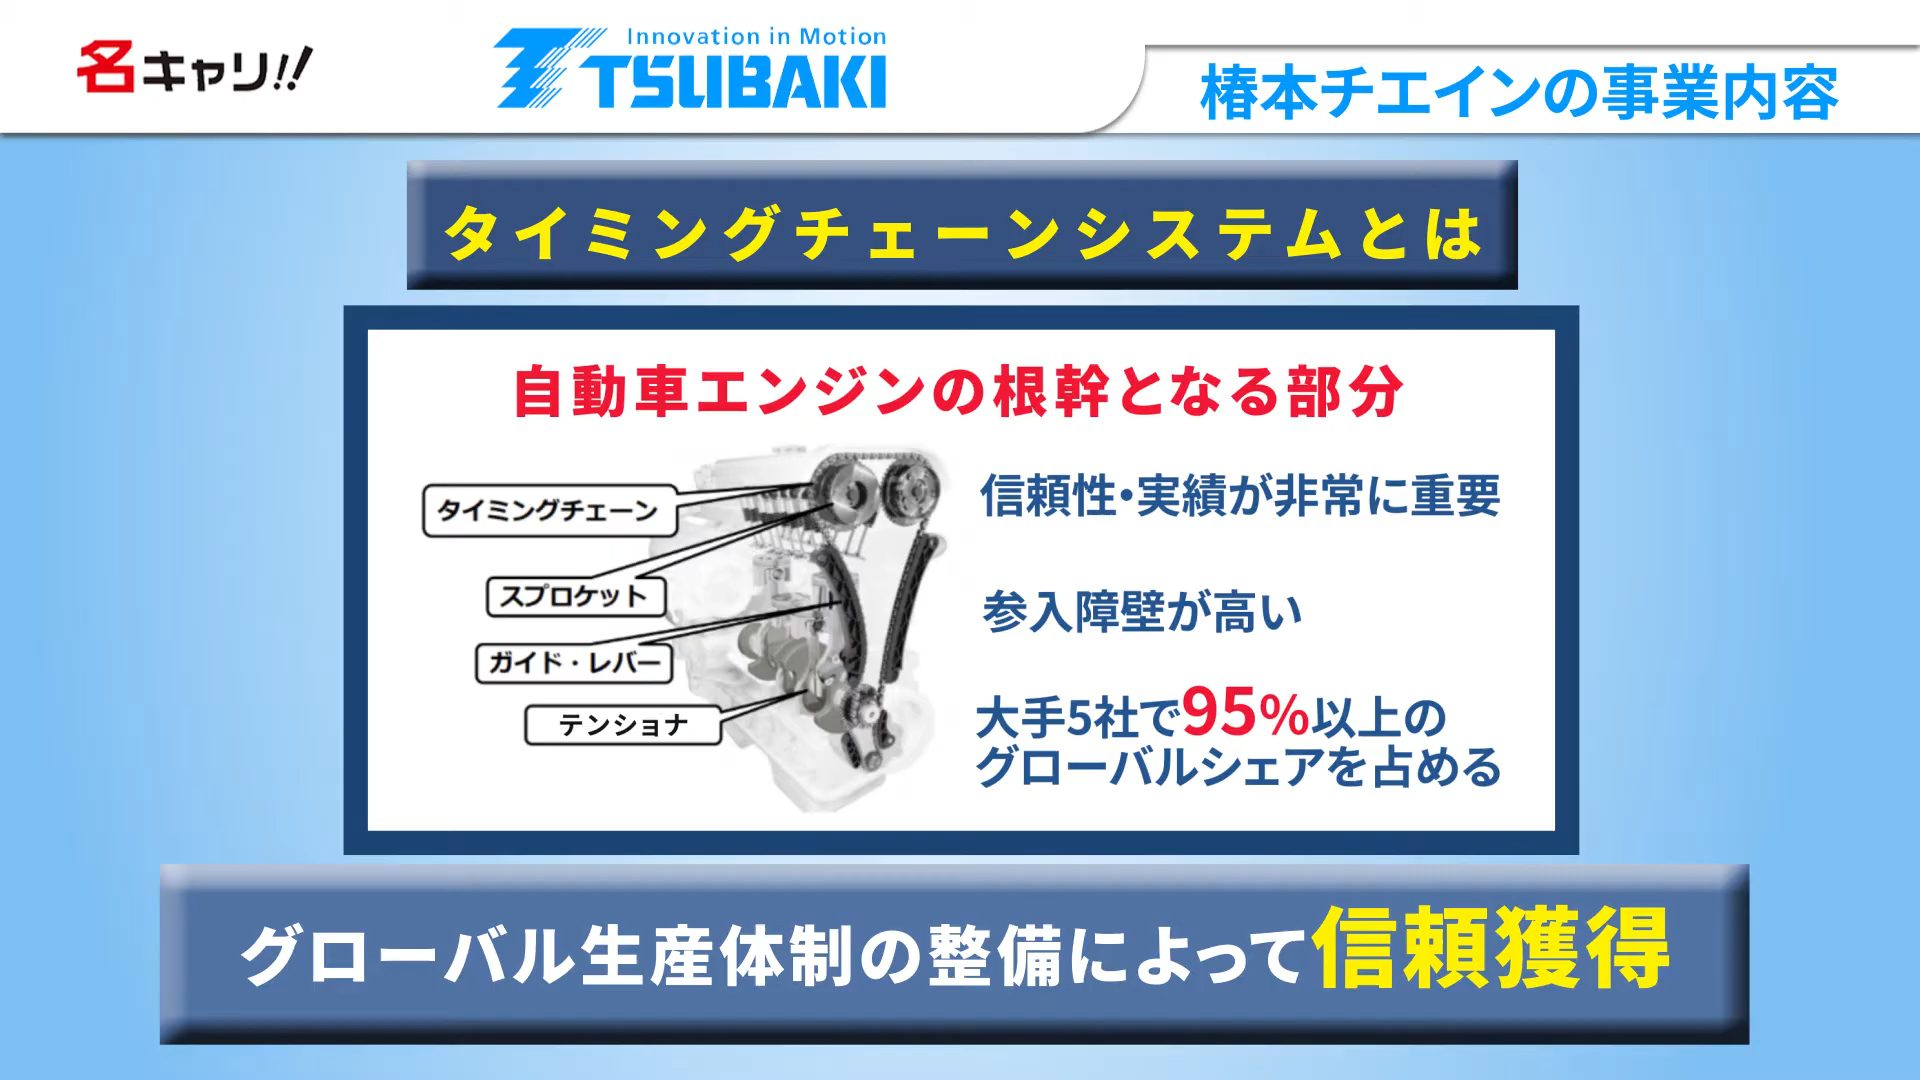 名キャリ!!
Innovation in Motion
TSUBAKI
椿本チエインの事業内容
タイミングチェーンシステムとは
自動車エンジンの根幹となる部分
タイミングチェーン
スプロケット
ガイド・レバー
テンショナ
信頼性・実績が非常に重要
参入障壁が高い
大手5社で95%以上の
グローバルシェアを占める
グローバル生産体制の整備によって信頼獲得